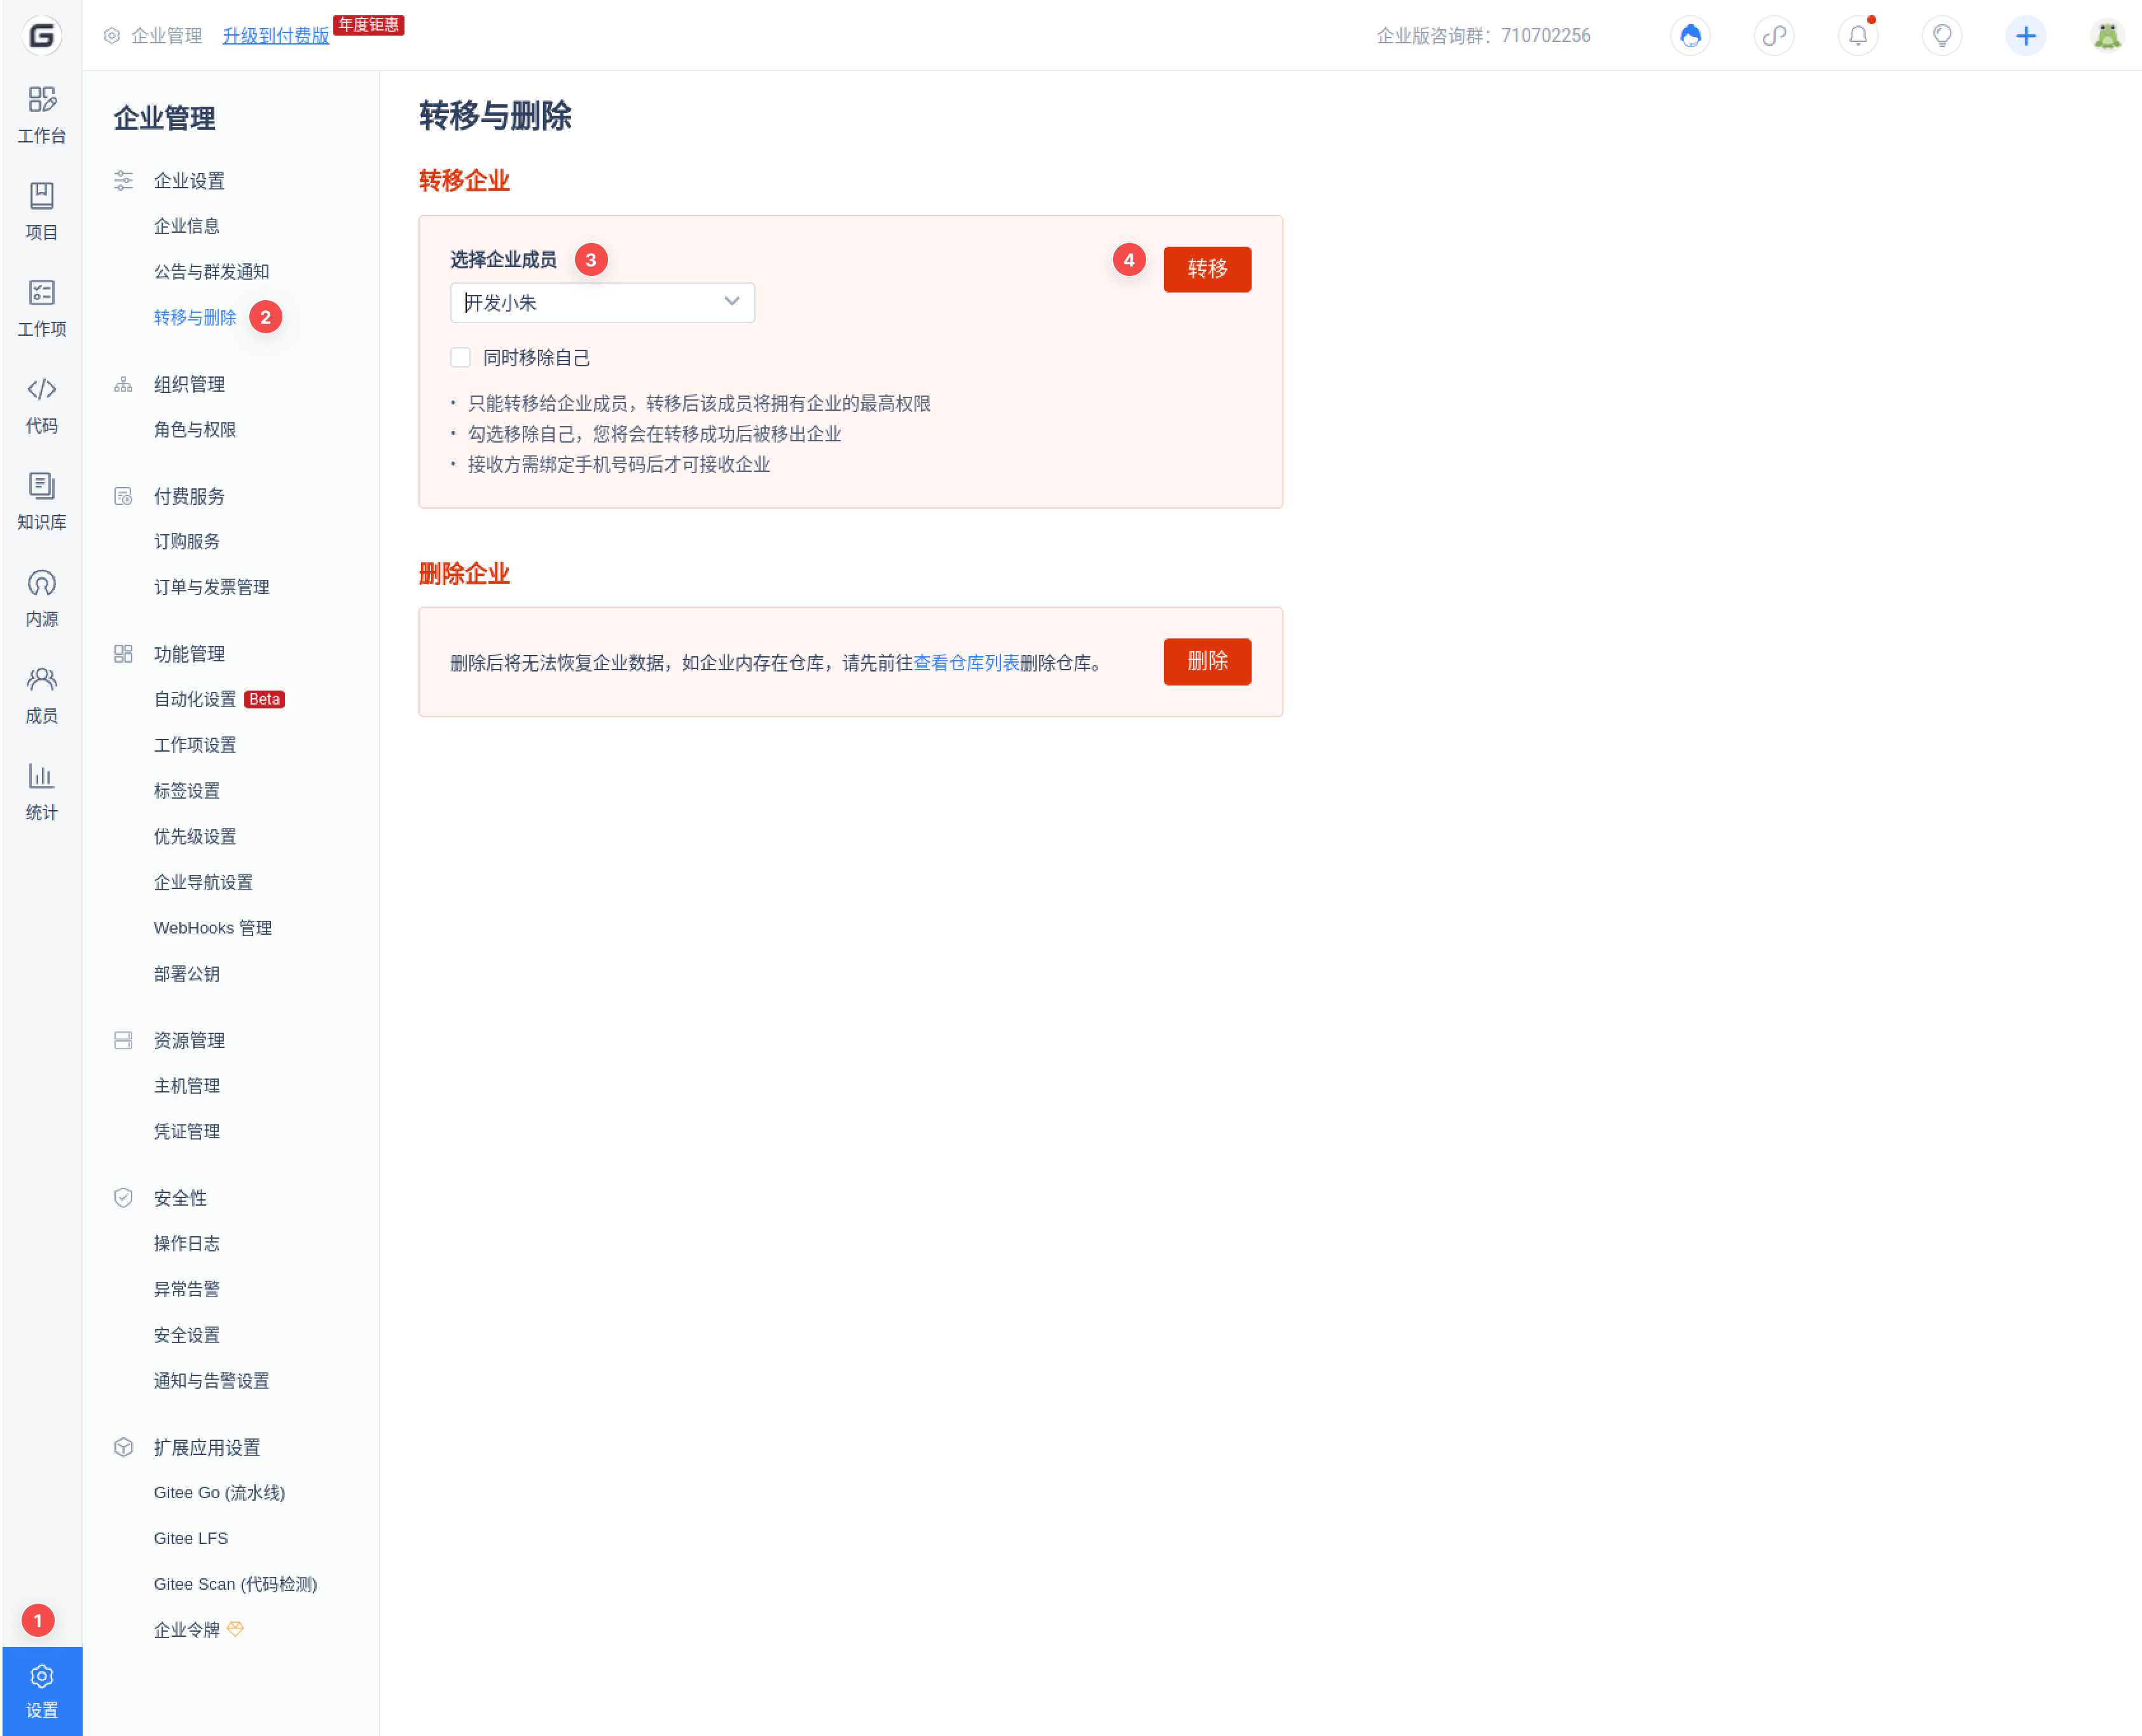 企业管理 升级到付费版 年度钜惠 企业版咨询群：710702256
工作台
项目
工作项
代码
知识库
内源
成员
统计
1
设置
企业管理
企业设置
企业信息
公告与群发通知
转移与删除 2
组织管理
角色与权限
付费服务
订购服务
订单与发票管理
功能管理
自动化设置 Beta
工作项设置
标签设置
优先级设置
企业导航设置
WebHooks 管理
部署公钥
资源管理
主机管理
凭证管理
安全性
操作日志
异常告警
安全设置
通知与告警设置
扩展应用设置
Gitee Go (流水线)
Gitee LFS
Gitee Scan (代码检测)
企业令牌
转移与删除
转移企业
选择企业成员 3
4 转移
开发小朱
同时移除自己
• 只能转移给企业成员，转移后该成员将拥有企业的最高权限
• 勾选移除自己，您将会在转移成功后被移出企业
• 接收方需绑定手机号码后才可接收企业
删除企业
删除后将无法恢复企业数据，如企业内存在仓库，请先前往查看仓库列表删除仓库。 删除